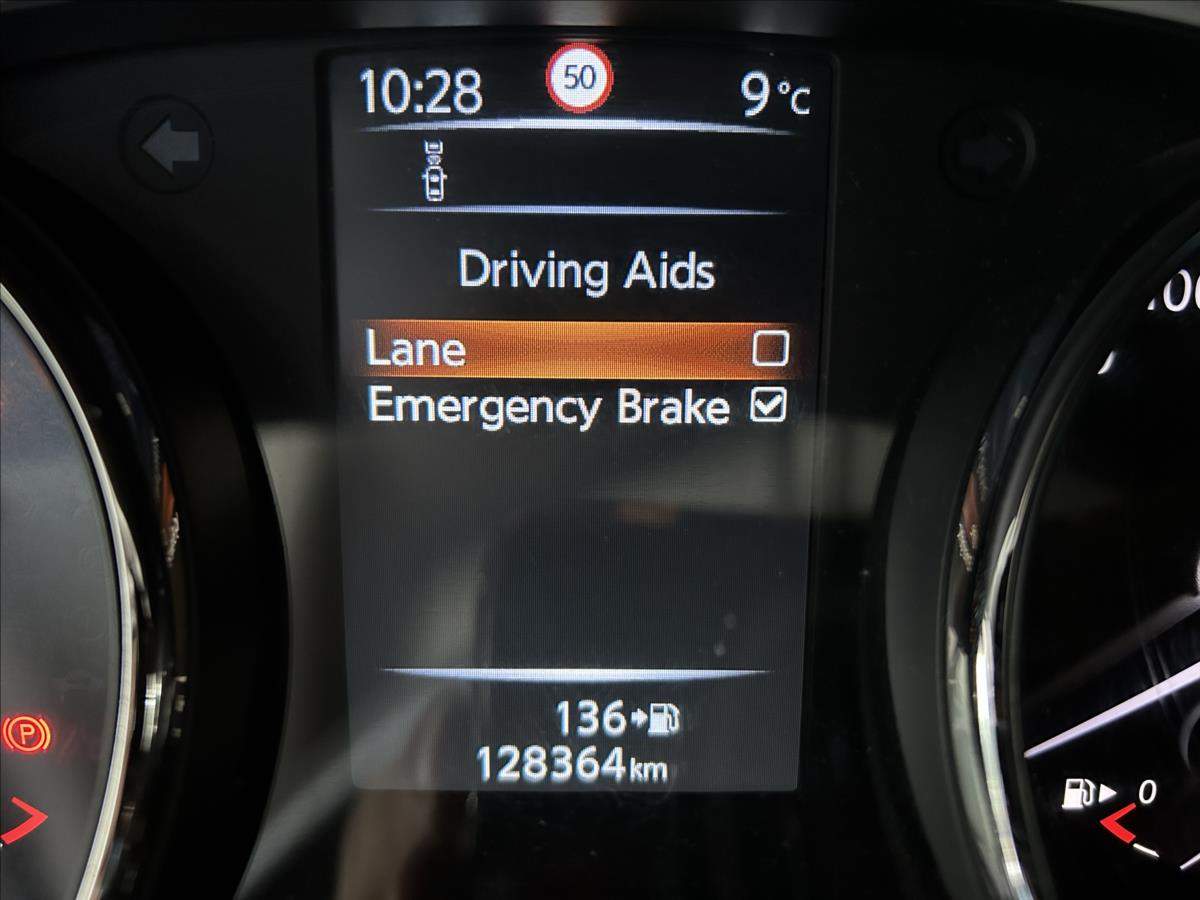 10:28 50 9°C
Driving Aids
Lane
Emergency Brake
136
128364km
P
0